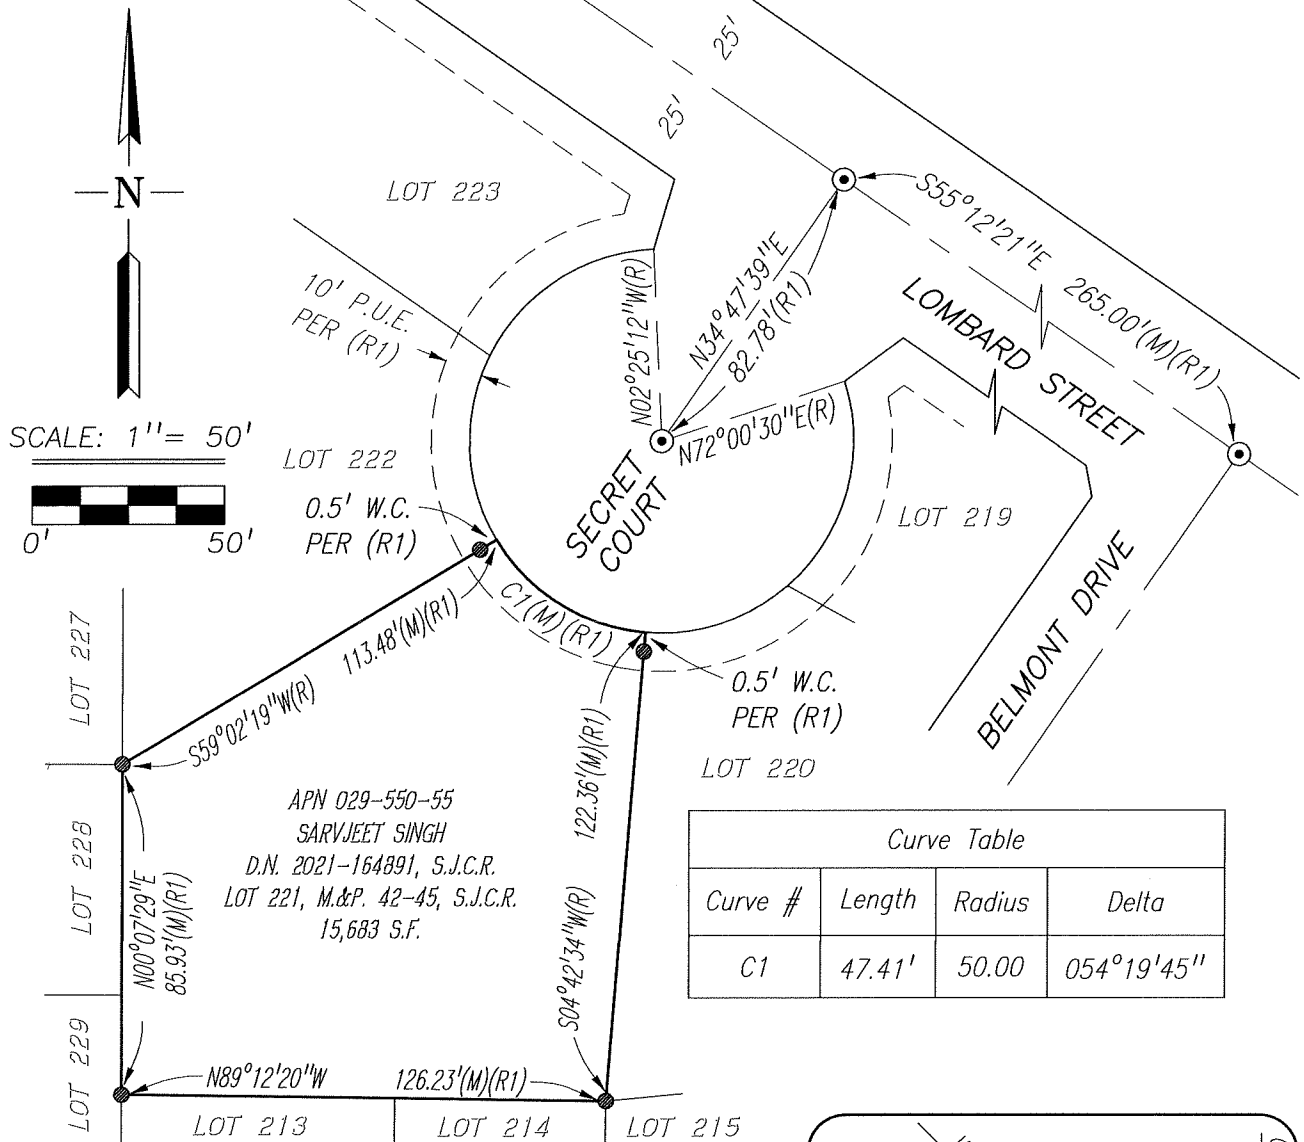 25'
25'
N
LOT 223
S55°12'21"E 265.00'(M)(R1)
N34°47'39"E
82.78'(R1)
N02°25'12"W(R)
N72°00'30"E(R)
LOMBARD STREET
10' P.U.E.
PER (R1)
SCALE: 1"= 50'
0' 50'
LOT 222
0.5' W.C.
PER (R1)
SECRET
COURT
LOT 219
BELMONT DRIVE
C1(M)(R1)
LOT 227
S59°02'19"W(R) 113.48'(M)(R1)
0.5' W.C.
PER (R1)
LOT 220
122.36'(M)(R1)
S04°42'34"W(R)
APN 029-550-55
SARVJEET SINGH
D.N. 2021-164891, S.J.C.R.
LOT 221, M.&P. 42-45, S.J.C.R.
15,683 S.F.
LOT 228
N00°07'29"E
85.93'(M)(R1)
Curve Table
Curve # Length Radius Delta
C1 47.41' 50.00 054°19'45"
LOT 229
N89°12'20"W 126.23'(M)(R1)
LOT 213
LOT 214
LOT 215